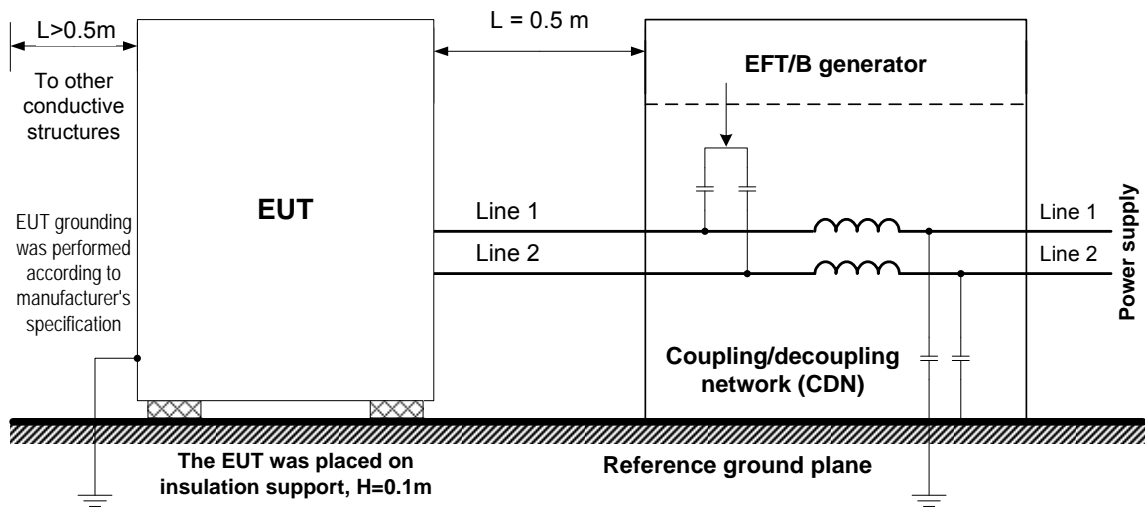 L>0.5m
To other
conductive
structures
EUT grounding
was performed
according to
manufacturer's
specification
EUT
L = 0.5 m
Line 1
Line 2
EFT/B generator
Coupling/decoupling
network (CDN)
Line 1
Line 2
Power supply
The EUT was placed on
insulation support, H=0.1m
Reference ground plane